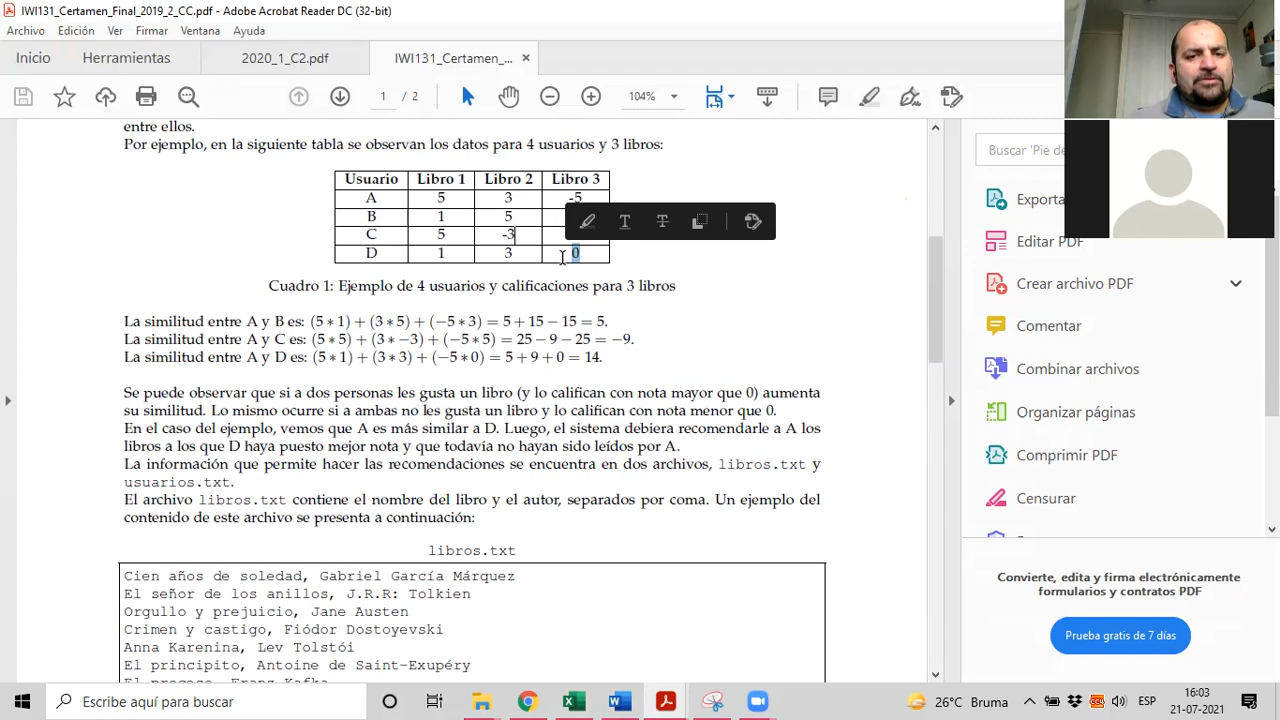 IWI131_Certamen_Final_2019_2_CC.pdf - Adobe Acrobat Reader DC (32-bit)
Archivo Edición Ver Firmar Ventana Ayuda
Inicio Herramientas 2020_1_C2.pdf IWI131_Certamen_... ×
1 / 2 104%
entre ellos.
Por ejemplo, en la siguiente tabla se observan los datos para 4 usuarios y 3 libros:
Usuario Libro 1 Libro 2 Libro 3
A 5 3 -5
B 1 5
C 5 -3
D 1 3 0
Cuadro 1: Ejemplo de 4 usuarios y calificaciones para 3 libros
La similitud entre A y B es: (5 ∗ 1) + (3 ∗ 5) + (−5 ∗ 3) = 5 + 15 − 15 = 5.
La similitud entre A y C es: (5 ∗ 5) + (3 ∗ −3) + (−5 ∗ 5) = 25 − 9 − 25 = −9.
La similitud entre A y D es: (5 ∗ 1) + (3 ∗ 3) + (−5 ∗ 0) = 5 + 9 + 0 = 14.
Se puede observar que si a dos personas les gusta un libro (y lo califican con nota mayor que 0) aumenta
su similitud. Lo mismo ocurre si a ambas no les gusta un libro y lo califican con nota menor que 0.
En el caso del ejemplo, vemos que A es más similar a D. Luego, el sistema debiera recomendarle a A los
libros a los que D haya puesto mejor nota y que todavía no hayan sido leídos por A.
La información que permite hacer las recomendaciones se encuentra en dos archivos, libros.txt y
usuarios.txt.
El archivo libros.txt contiene el nombre del libro y el autor, separados por coma. Un ejemplo del
contenido de este archivo se presenta a continuación:
libros.txt
Cien años de soledad, Gabriel García Márquez
El señor de los anillos, J.R.R: Tolkien
Orgullo y prejuicio, Jane Austen
Crimen y castigo, Fiódor Dostoyevski
Anna Karenina, Lev Tolstói
El principito, Antoine de Saint-Exupéry
El proceso, Franz Kafka
Buscar 'Pie de
Exporta
Editar PDF
Crear archivo PDF
Comentar
Combinar archivos
Organizar páginas
Comprimir PDF
Censurar
Convierte, edita y firma electrónicamente
formularios y contratos PDF
Prueba gratis de 7 días
Escribe aquí para buscar
26°C Bruma
ESP
16:03
21-07-2021